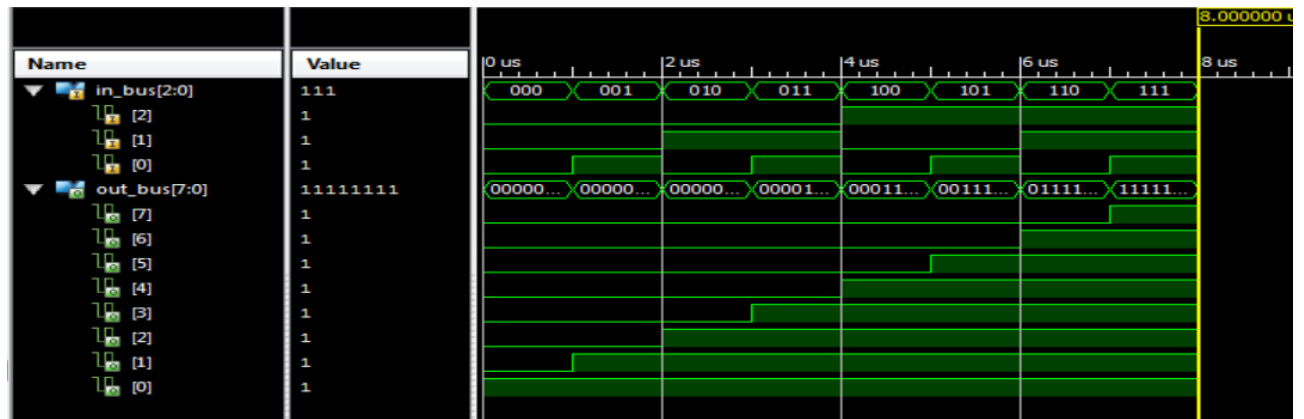 8.000000 u
Name Value 0 us 2 us 4 us 6 us 8 us
in_bus[2:0] 111 000 001 010 011 100 101 110 111
[2] 1
[1] 1
[0] 1
out_bus[7:0] 11111111 00000... 00000... 00000... 00001... 00011... 00111... 01111... 11111...
[7] 1
[6] 1
[5] 1
[4] 1
[3] 1
[2] 1
[1] 1
[0] 1